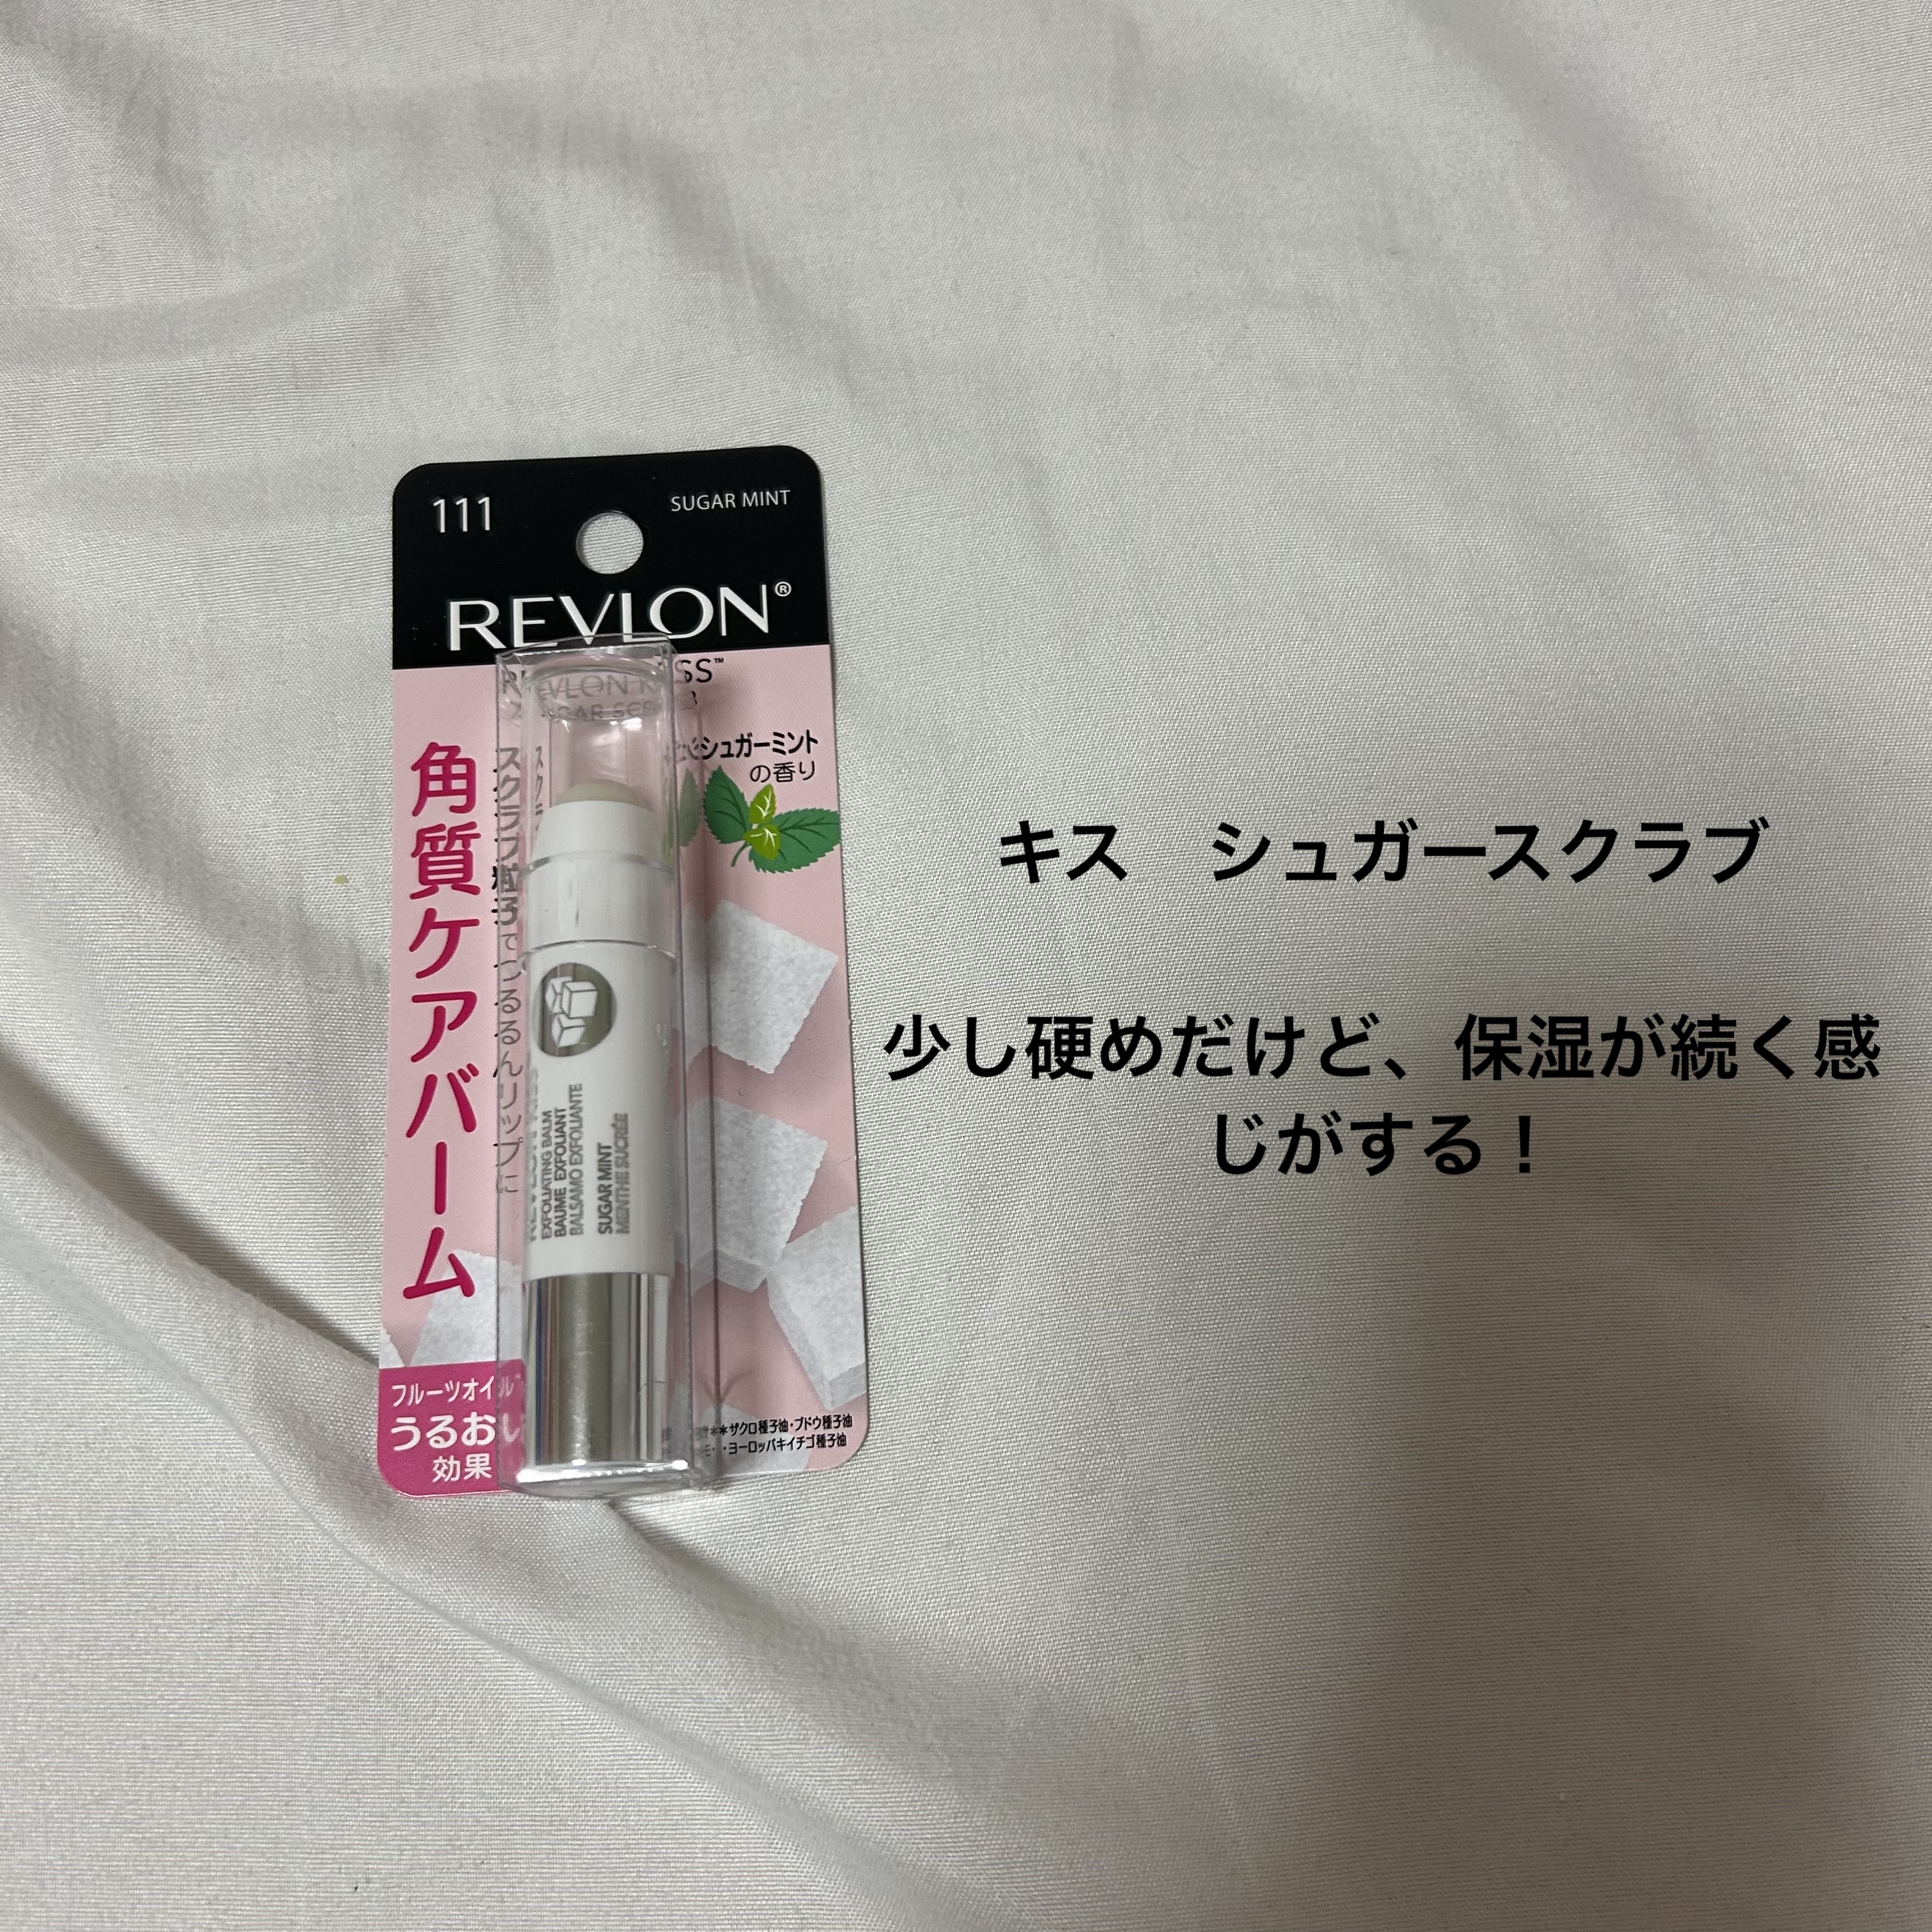 111
SUGAR MINT
REVLON®
REVLON KISS™
シュガーミント
の香り
角質ケアバーム
スクラブ粒子でつるるんリップに
EXFOLIATING BALM
BAUME EXFOLIANT
BALSAMO EXFOLIANTE
SUGAR MINT
MENTHE SUCRÉE
フルーツオイル
うるおい
効果
**ザクロ種子油・ブドウ種子油
・ヨーロッパキイチゴ種子油
キス　シュガースクラブ
少し硬めだけど、保湿が続く感
じがする！